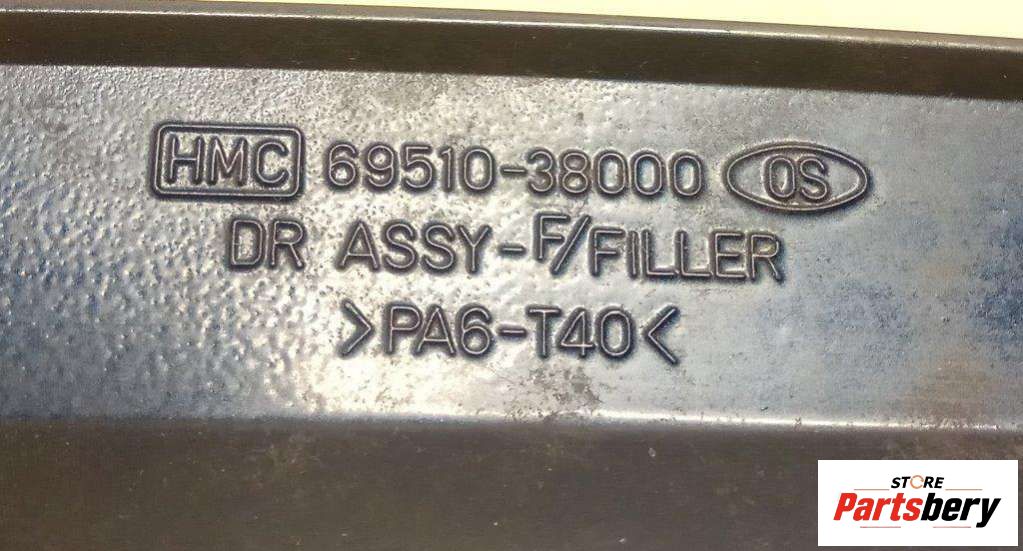 HMC 69510-38000 OS
DR ASSY-F/FILLER
>PA6-T40<
STORE
Partsbery